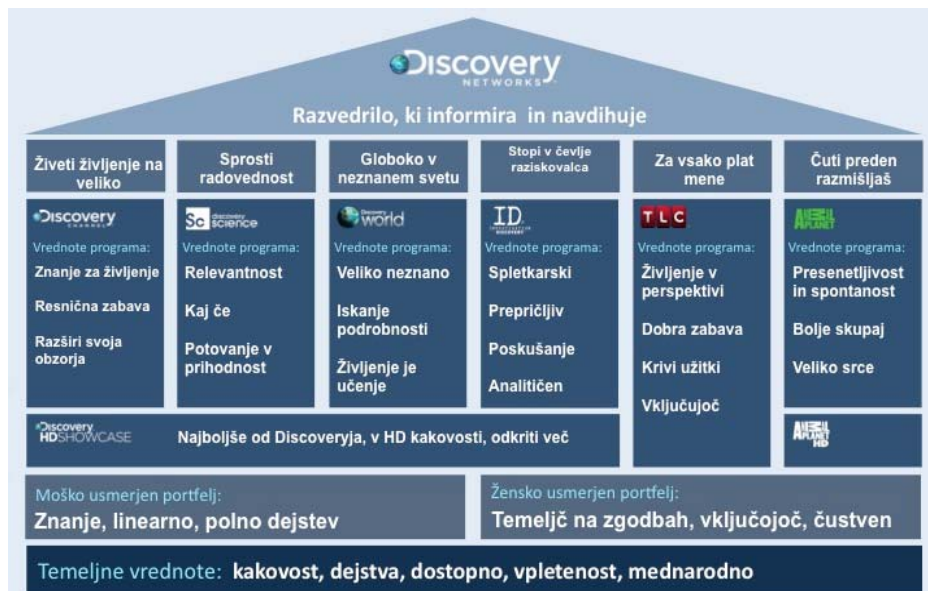 Discovery
NETWORKS
Razvedrilo, ki informira in navdihuje
Živeti življenje na
veliko
Sprosti
radovednost
Globoko v
neznanem svetu
Stopi v čevlje
raziskovalca
Za vsako plat
mene
Čuti preden
razmišljaš
Discovery
CHANNEL
Vrednote programa:
Znanje za življenje
Resnična zabava
Razširi svoja
obzorja
Sc discovery
science
Vrednote programa:
Relevantnost
Kaj če
Potovanje v
prihodnost
Discovery
world
Vrednote programa:
Veliko neznano
Iskanje
podrobnosti
Življenje je
učenje
ID
INVESTIGATION
DISCOVERY
Vrednote programa:
Spletkarski
Prepričljiv
Poskušanje
Analitičen
TLC
Vrednote programa:
Življenje v
perspektivi
Dobra zabava
Krivi užitki
Vključujoč
ANIMAL
PLANET
Vrednote programa:
Presenetljivost
in spontanost
Bolje skupaj
Veliko srce
Discovery
HDSHOWCASE
Najboljše od Discoveryja, v HD kakovosti, odkriti več
ANIMAL
PLANET
HD
Moško usmerjen portfelj:
Znanje, linearno, polno dejstev
Žensko usmerjen portfelj:
Temeljč na zgodbah, vključojoč, čustven
Temeljne vrednote: kakovost, dejstva, dostopno, vpletenost, mednarodno